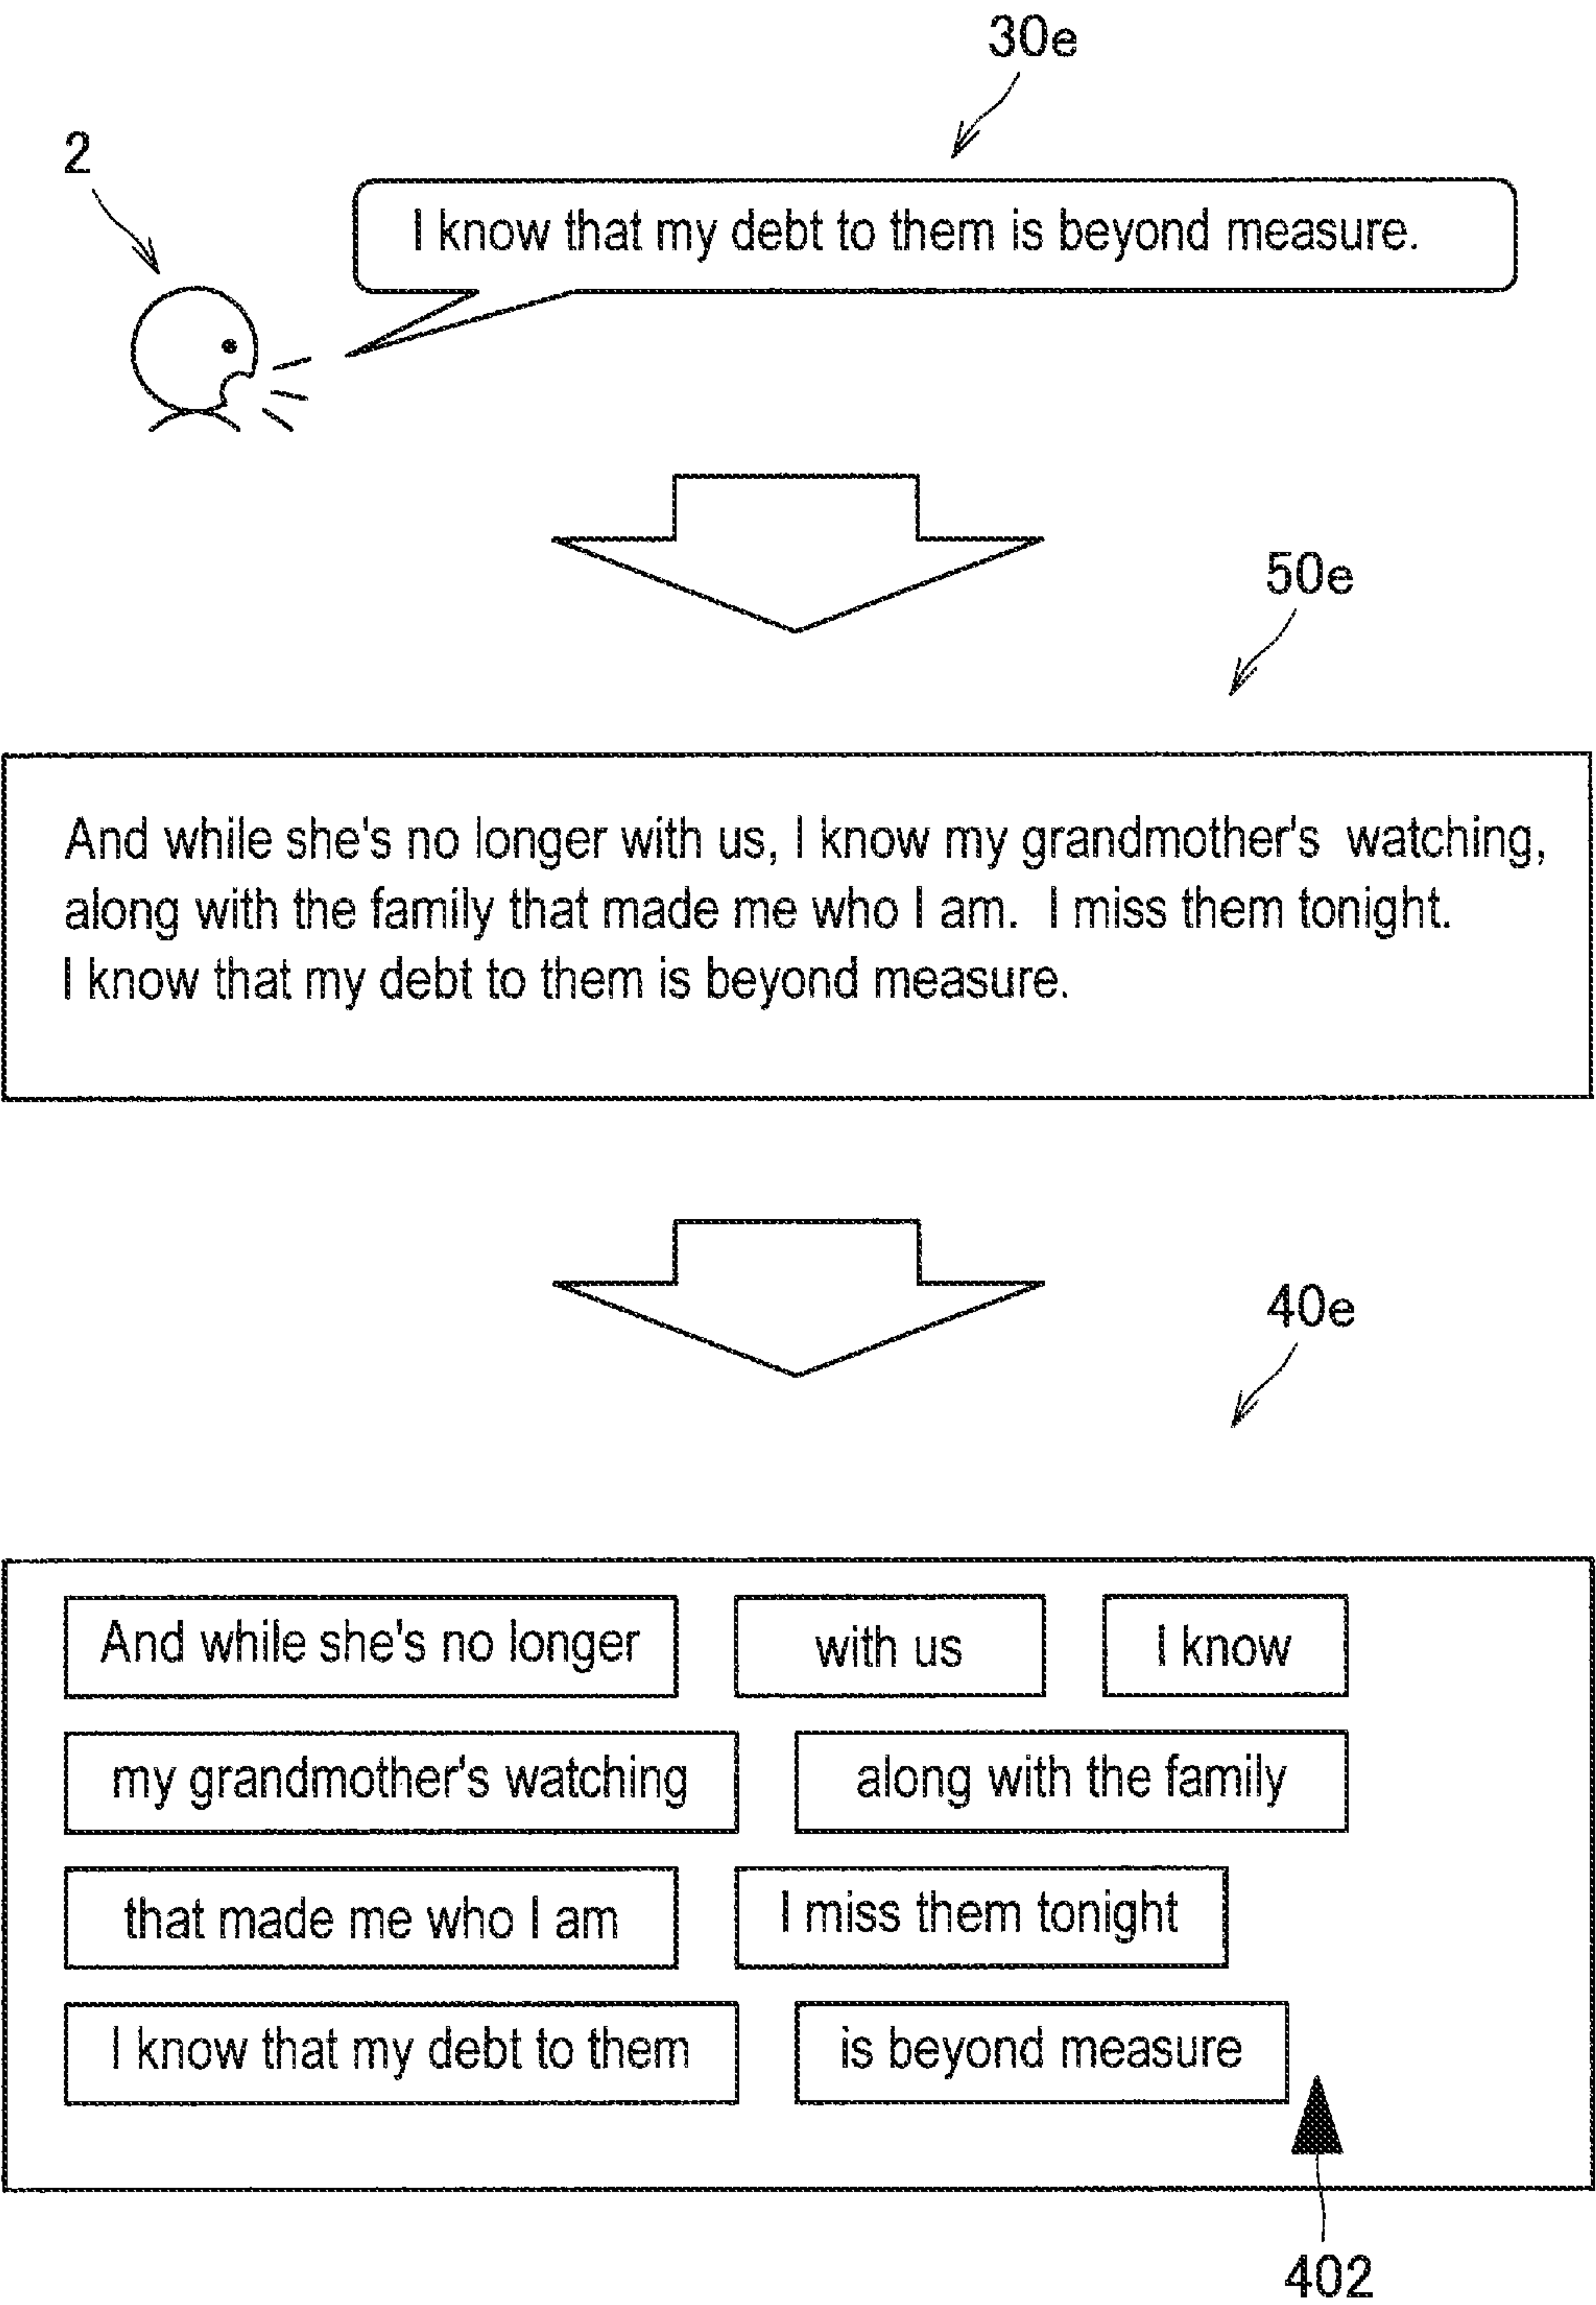 30e
2
I know that my debt to them is beyond measure.
50e
And while she's no longer with us, I know my grandmother's watching,
along with the family that made me who I am. I miss them tonight.
I know that my debt to them is beyond measure.
40e
And while she's no longer with us I know
my grandmother's watching along with the family
that made me who I am I miss them tonight
I know that my debt to them is beyond measure
402